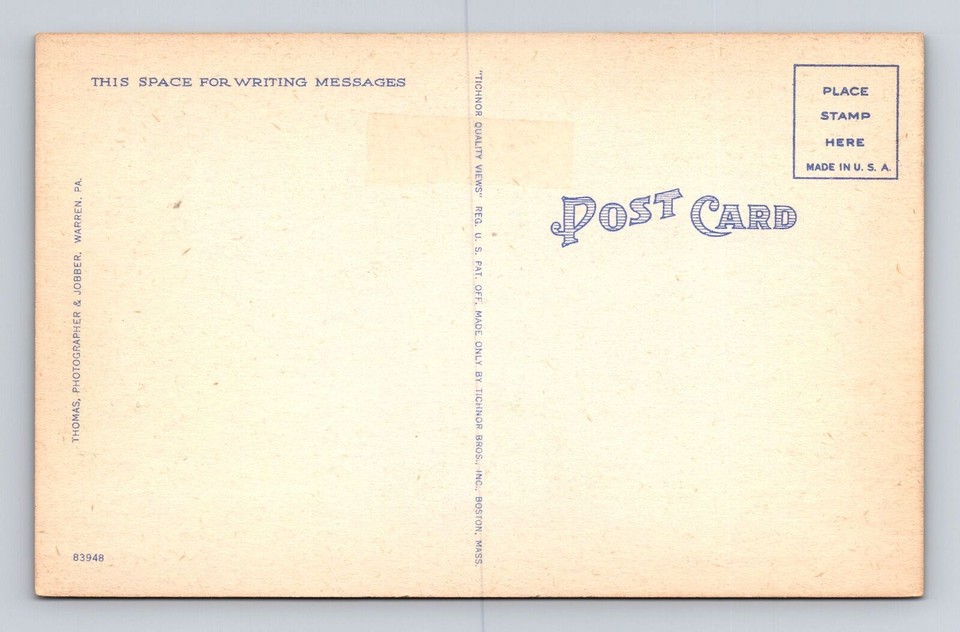 THIS SPACE FOR WRITING MESSAGES
THOMAS, PHOTOGRAPHER & JOBBER, WARREN, PA.
83948
"TICHNOR QUALITY VIEWS" REG. U. S. PAT. OFF. MADE ONLY BY TICHNOR BROS., INC., BOSTON, MASS.
PLACE
STAMP
HERE
MADE IN U. S. A.
POST CARD